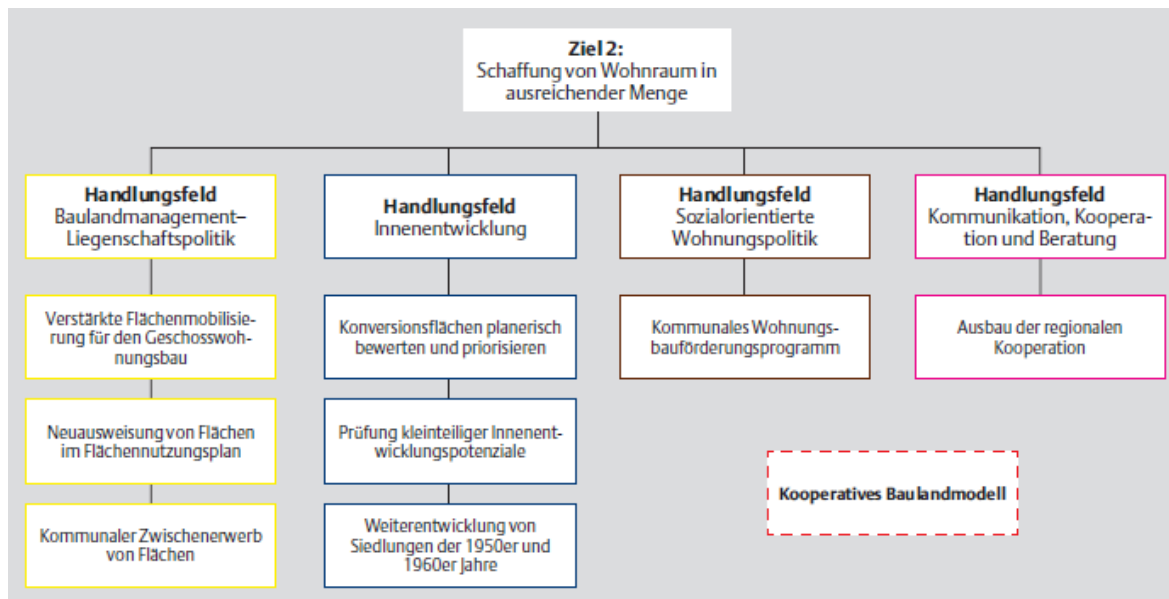 Ziel 2:
Schaffung von Wohnraum in
ausreichender Menge
Handlungsfeld
Baulandmanagement–
Liegenschaftspolitik
Handlungsfeld
Innenentwicklung
Handlungsfeld
Sozialorientierte
Wohnungspolitik
Handlungsfeld
Kommunikation, Koopera-
tion und Beratung
Verstärkte Flächenmobilisie-
rung für den Geschosswoh-
nungsbau
Konversionsflächen planerisch
bewerten und priorisieren
Kommunales Wohnungs-
bauförderungsprogramm
Ausbau der regionalen
Kooperation
Neuausweisung von Flächen
im Flächennutzungsplan
Prüfung kleinteiliger Innenent-
wicklungspotenziale
Kooperatives Baulandmodell
Kommunaler Zwischenerwerb
von Flächen
Weiterentwicklung von
Siedlungen der 1950er und
1960er Jahre